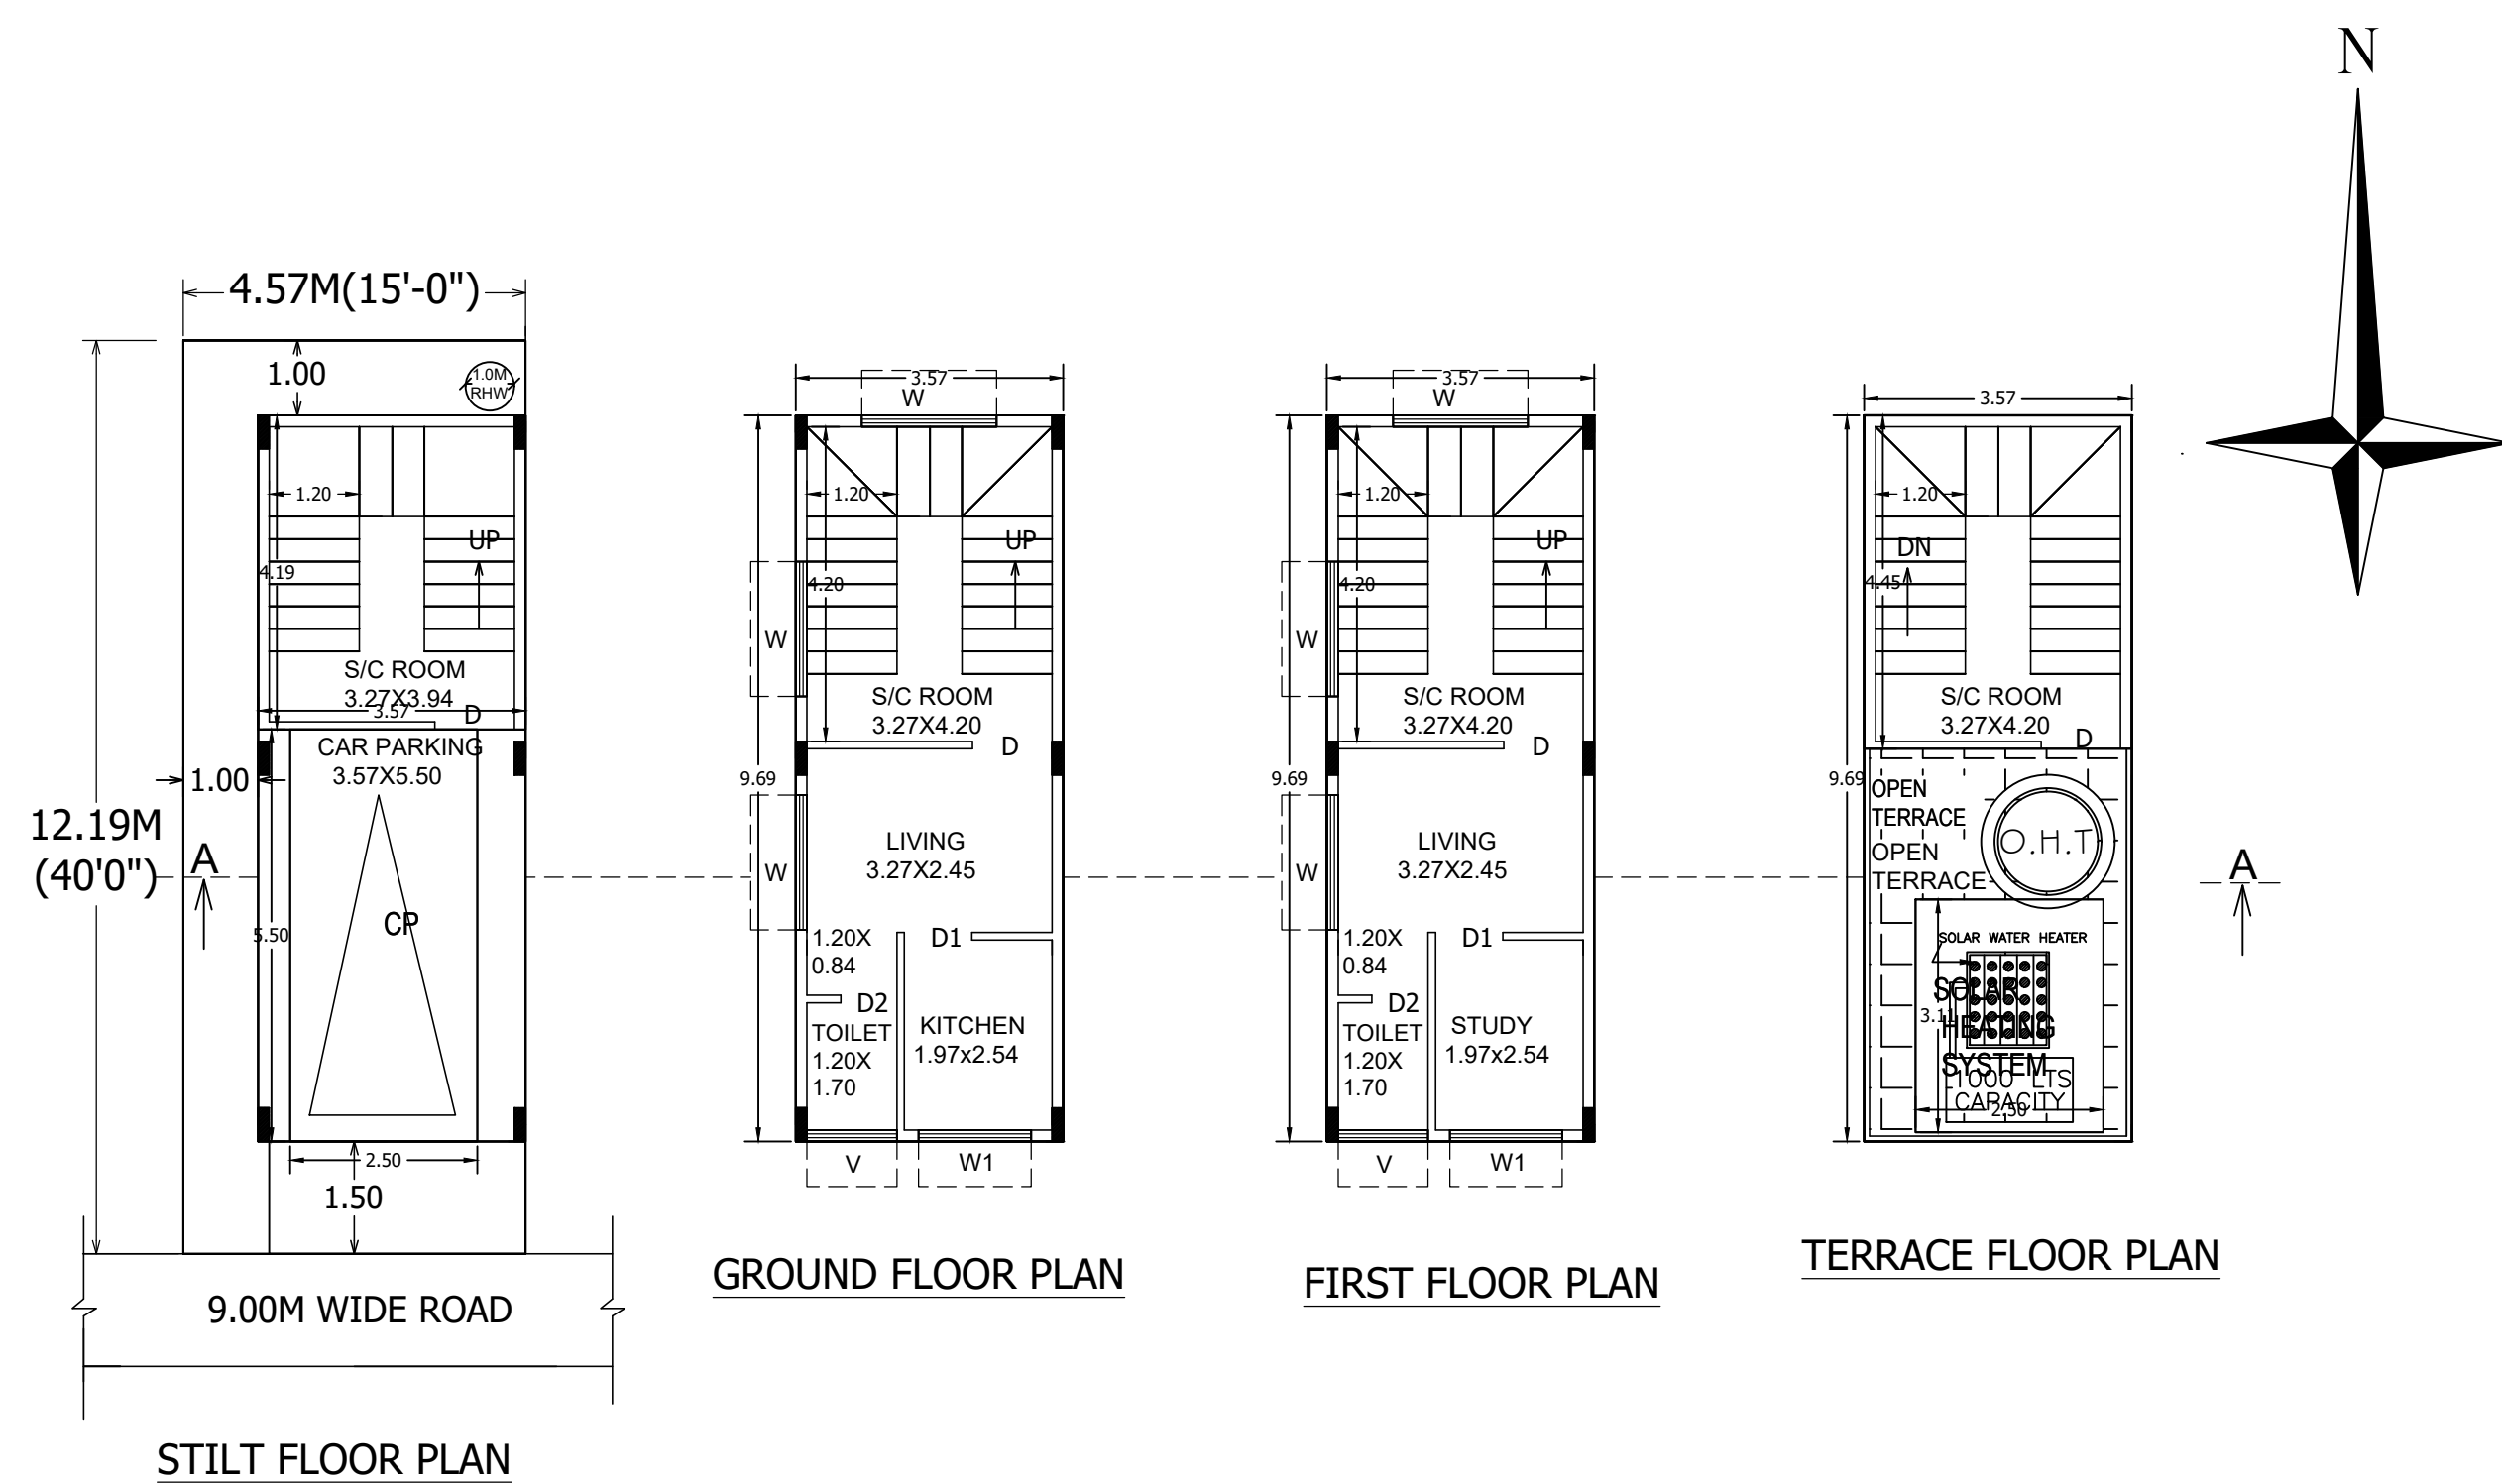 N
4.57M(15'-0")
1.00
1.0M
RHW
1.20
UP
4.19
S/C ROOM
3.27X3.94
3.57
D
CAR PARKING
3.57X5.50
1.00
12.19M
(40'0")
A
CP
5.50
2.50
1.50
9.00M WIDE ROAD
STILT FLOOR PLAN
3.57
W
1.20
UP
4.20
W
S/C ROOM
3.27X4.20
D
9.69
LIVING
3.27X2.45
W
1.20X
0.84
D1
D2
TOILET
1.20X
1.70
KITCHEN
1.97x2.54
V
W1
GROUND FLOOR PLAN
3.57
W
1.20
UP
4.20
W
S/C ROOM
3.27X4.20
D
9.69
LIVING
3.27X2.45
W
1.20X
0.84
D1
D2
TOILET
1.20X
1.70
STUDY
1.97x2.54
V
W1
FIRST FLOOR PLAN
3.57
1.20
DN
4.45
S/C ROOM
3.27X4.20
D
9.69
OPEN
TERRACE
OPEN
TERRACE
O.H.T
SOLAR WATER HEATER
SOLAR
HEATING
SYSTEM
3.11
1000 LTS
CAPACITY
2.50
A
TERRACE FLOOR PLAN